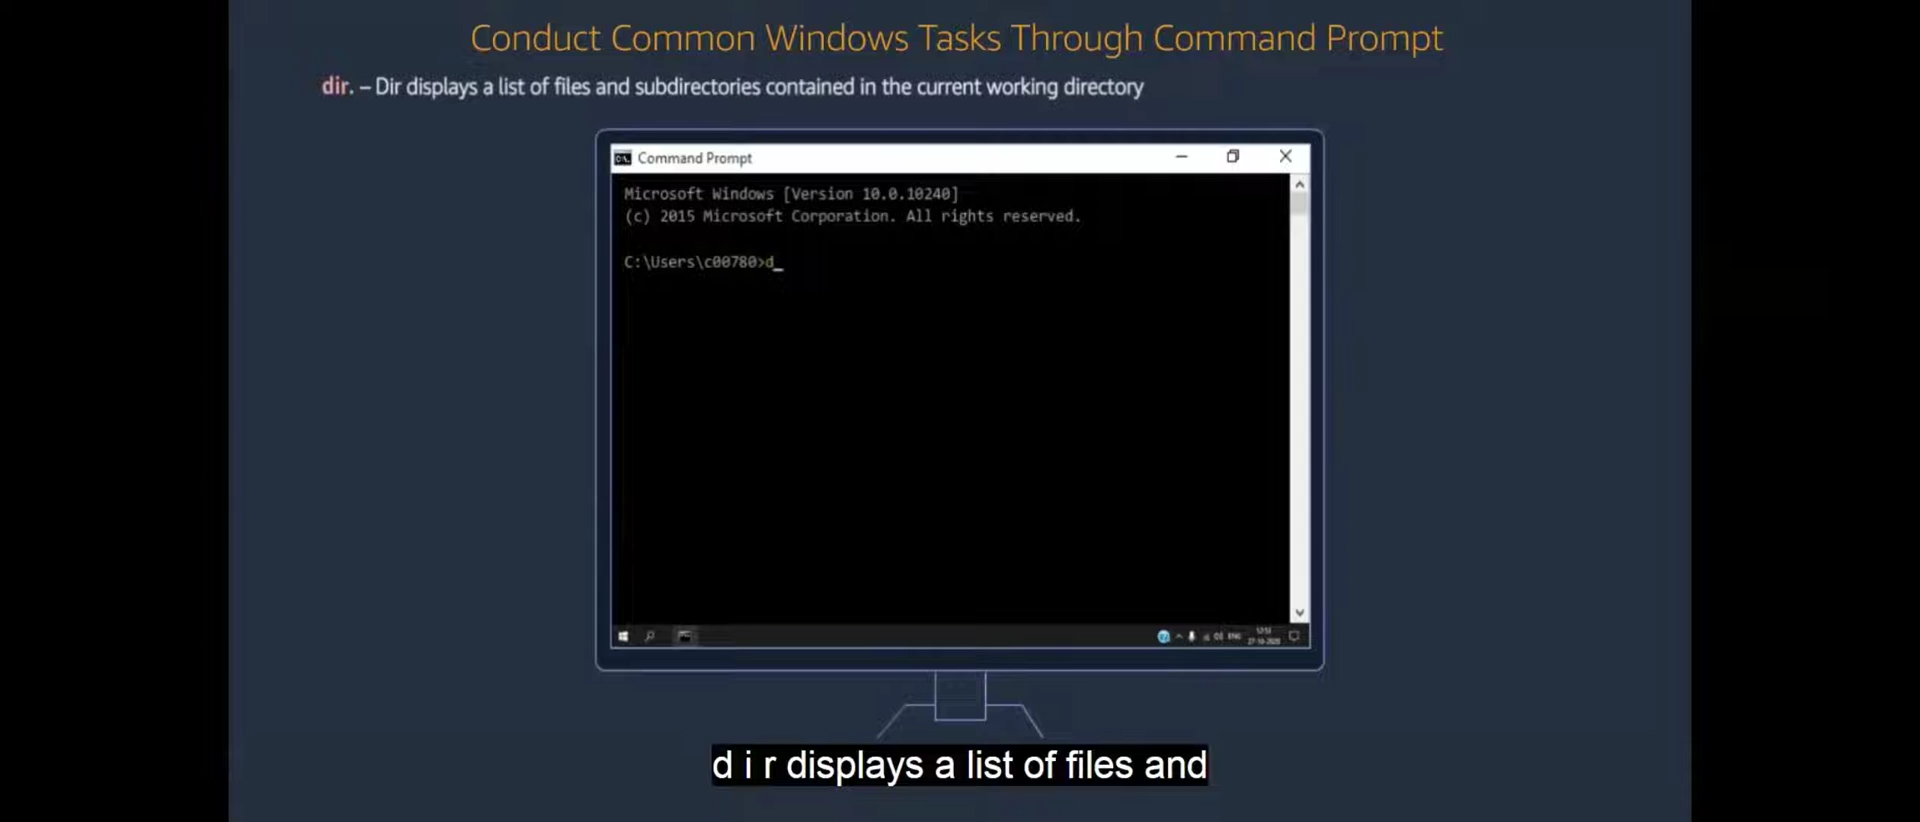 Conduct Common Windows Tasks Through Command Prompt
dir. – Dir displays a list of files and subdirectories contained in the current working directory
Command Prompt
Microsoft Windows [Version 10.0.10240]
(c) 2015 Microsoft Corporation. All rights reserved.
C:\Users\c00780>d_
ENG
d i r displays a list of files and